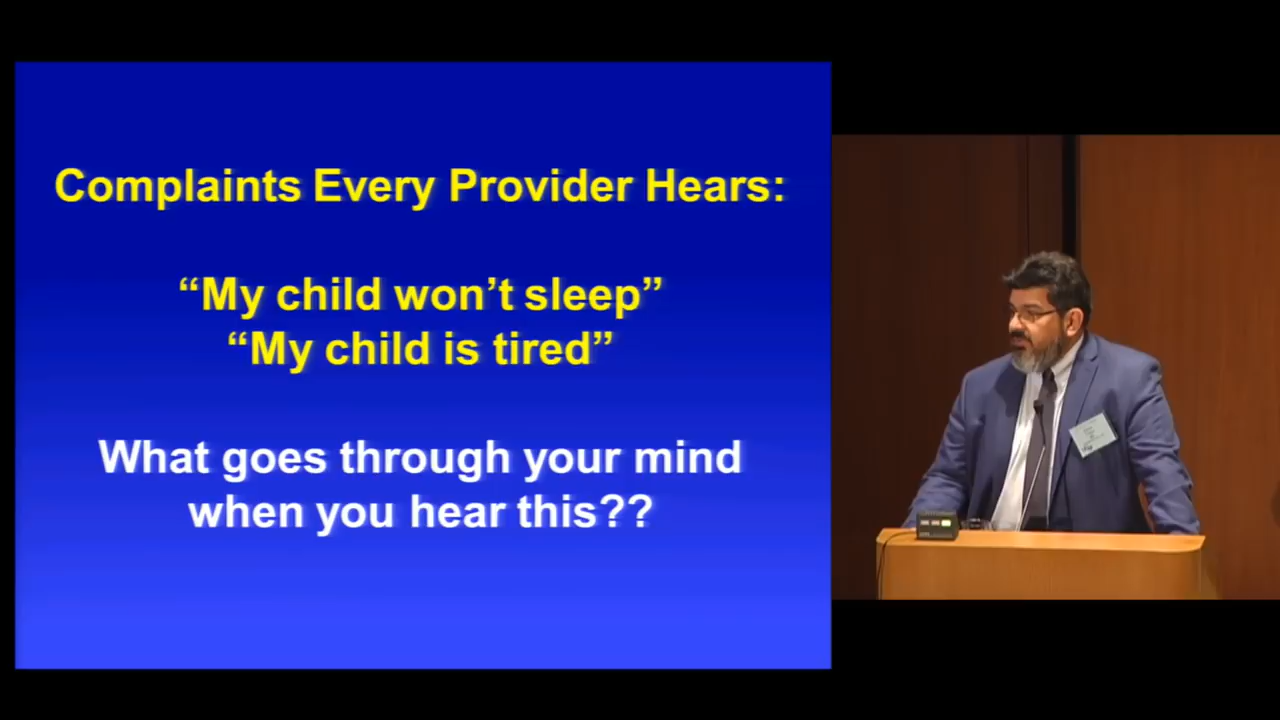 Complaints Every Provider Hears:
“My child won’t sleep”
“My child is tired”
What goes through your mind
when you hear this??